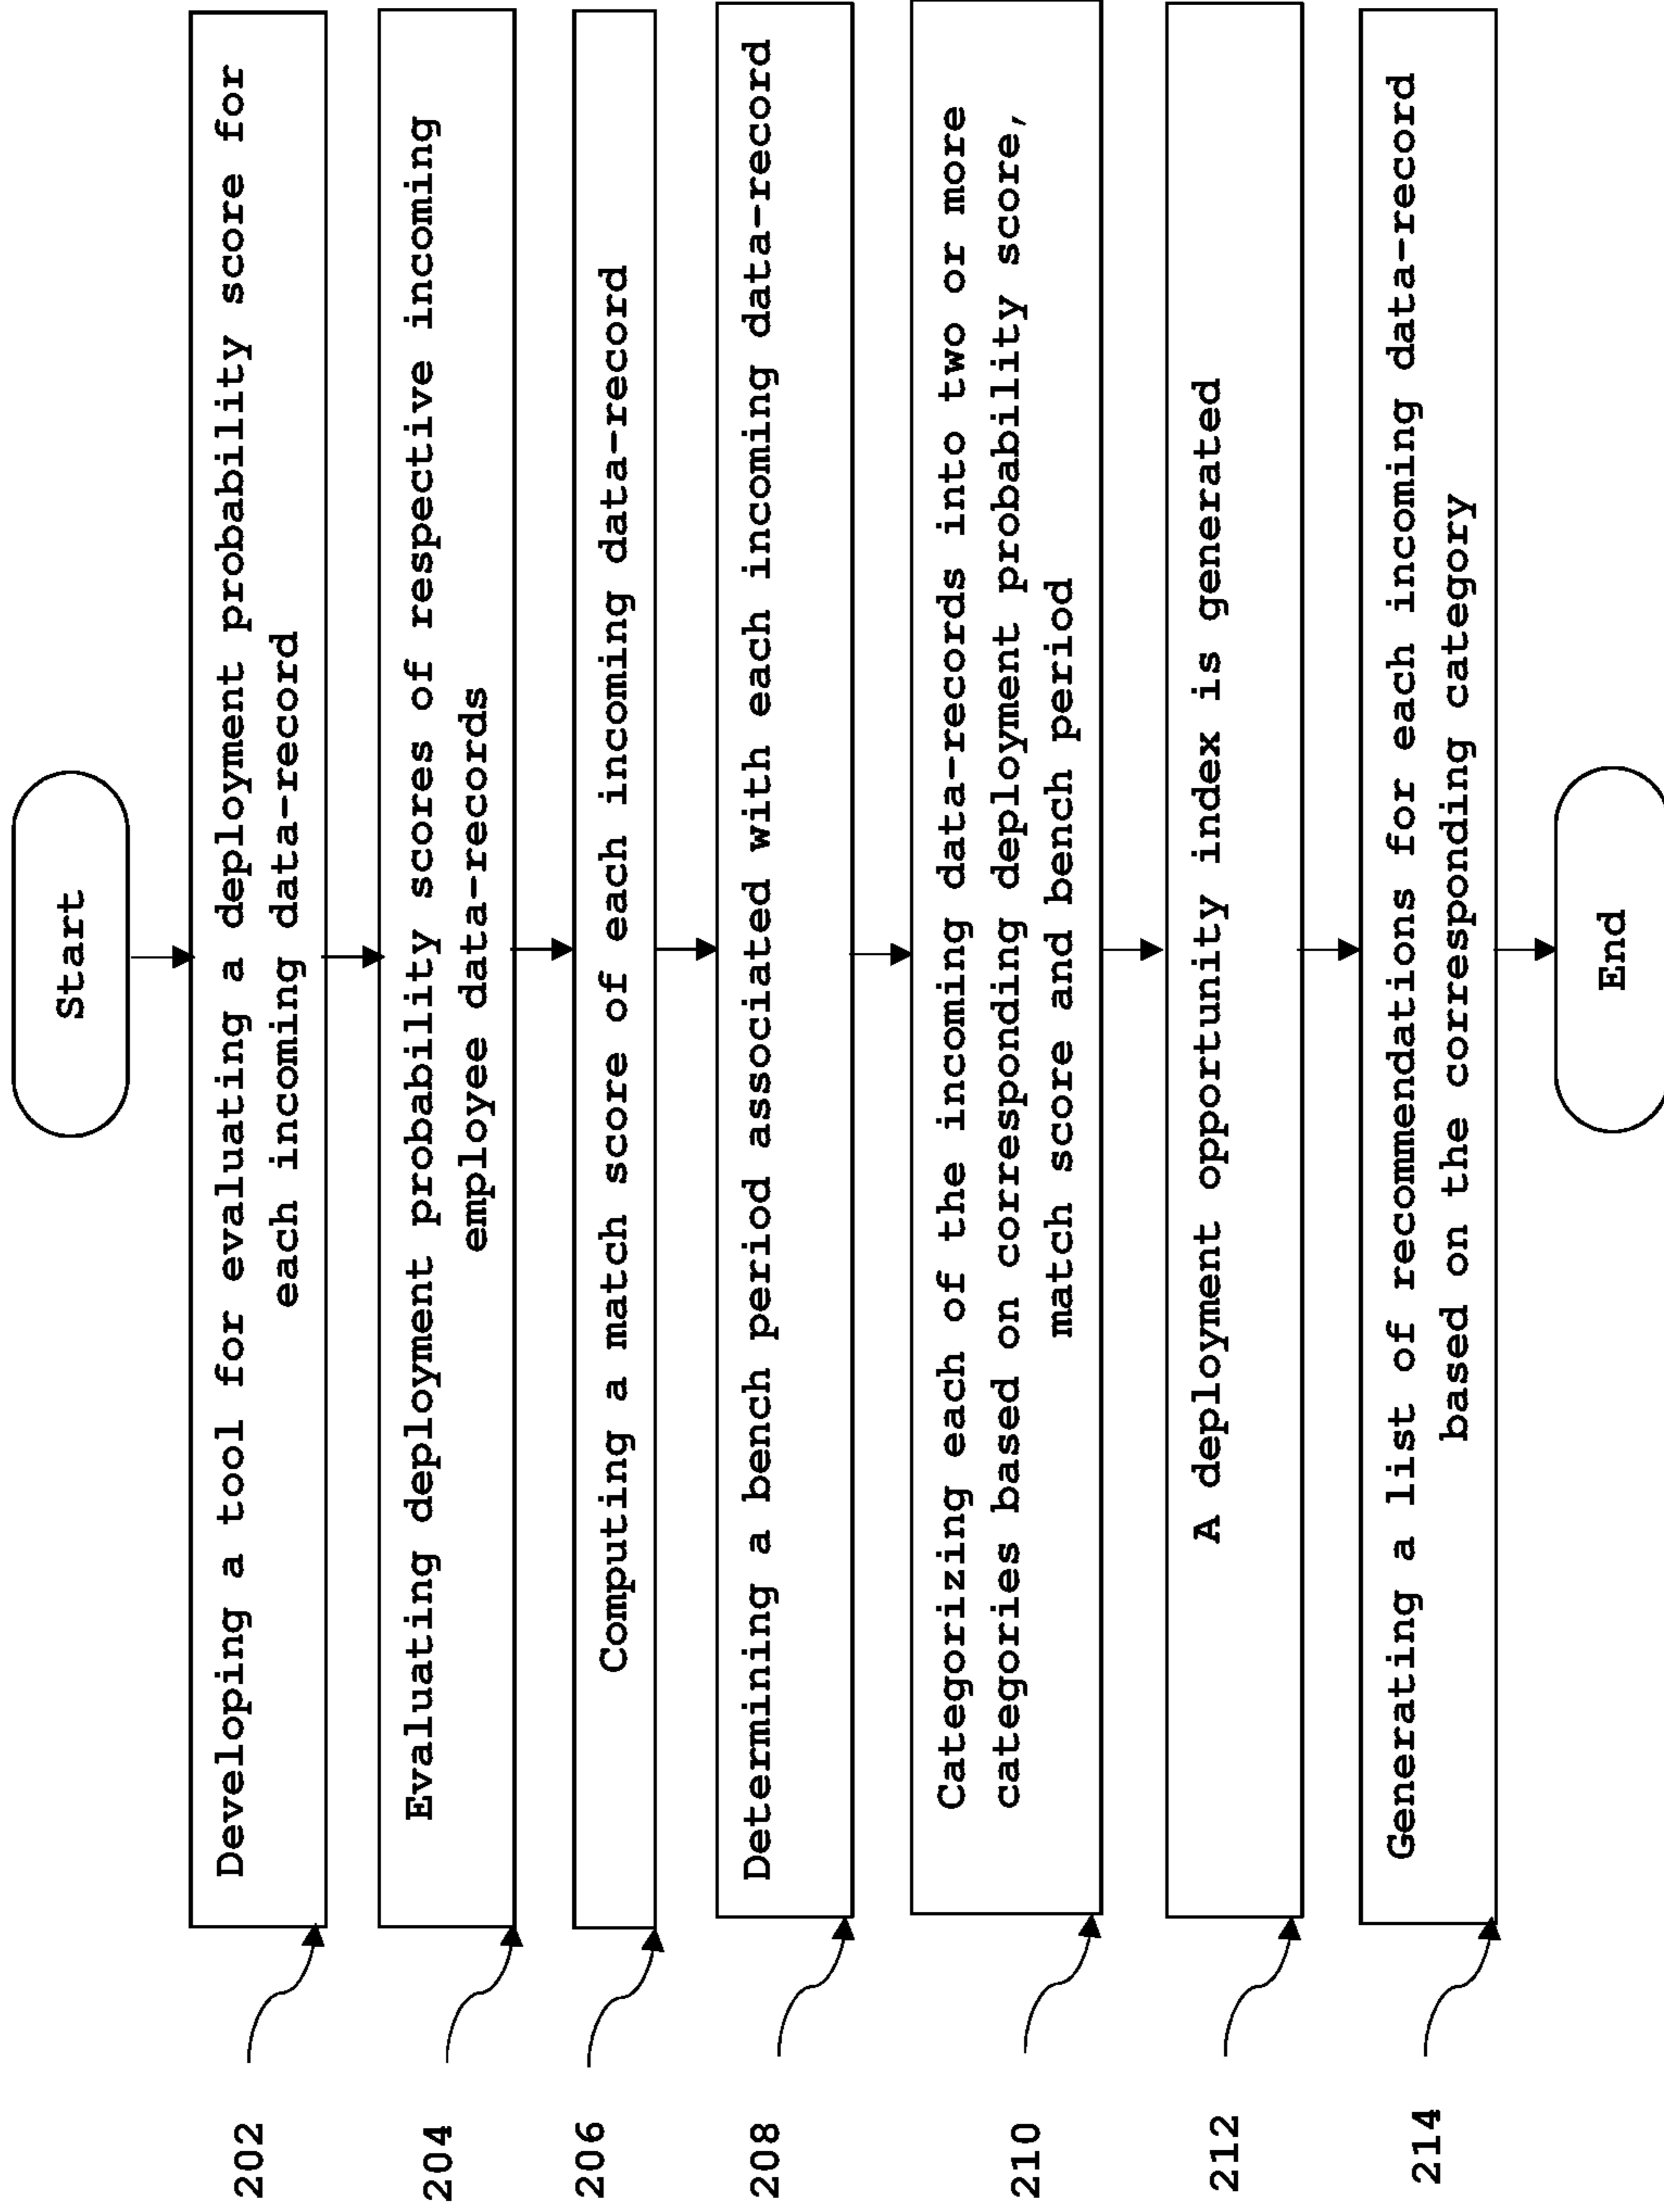 Start
202
Developing a tool for evaluating a deployment probability score for
each incoming data-record
204
Evaluating deployment probability scores of respective incoming
employee data-records
206
Computing a match score of each incoming data-record
208
Determining a bench period associated with each incoming data-record
210
Categorizing each of the incoming data-records into two or more
categories based on corresponding deployment probability score,
match score and bench period
212
A deployment opportunity index is generated
214
Generating a list of recommendations for each incoming data-record
based on the corresponding category
End